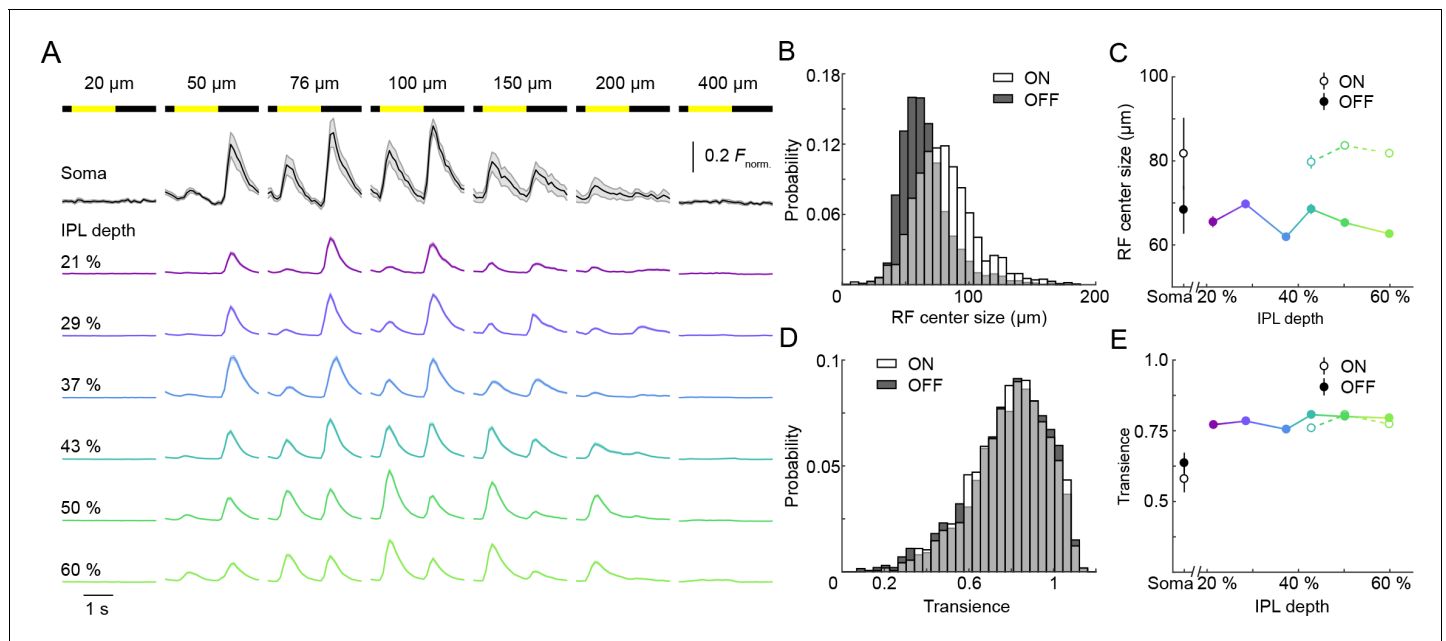 A
20 µm 50 µm 76 µm 100 µm 150 µm 200 µm 400 µm
Soma
0.2 Fnorm.
IPL depth
21 %
29 %
37 %
43 %
50 %
60 %
1 s
B
0.18
ON
OFF
Probability
0.06
0 100 200
RF center size (µm)
C
100
ON
OFF
RF center size (µm)
80
60
Soma 20 % 40 % 60 %
IPL depth
D
0.1
ON
OFF
Probability
0.05
0 0.2 0.6 1
Transience
E
1.0
ON
OFF
Transience
0.75
0.5
Soma 20 % 40 % 60 %
IPL depth